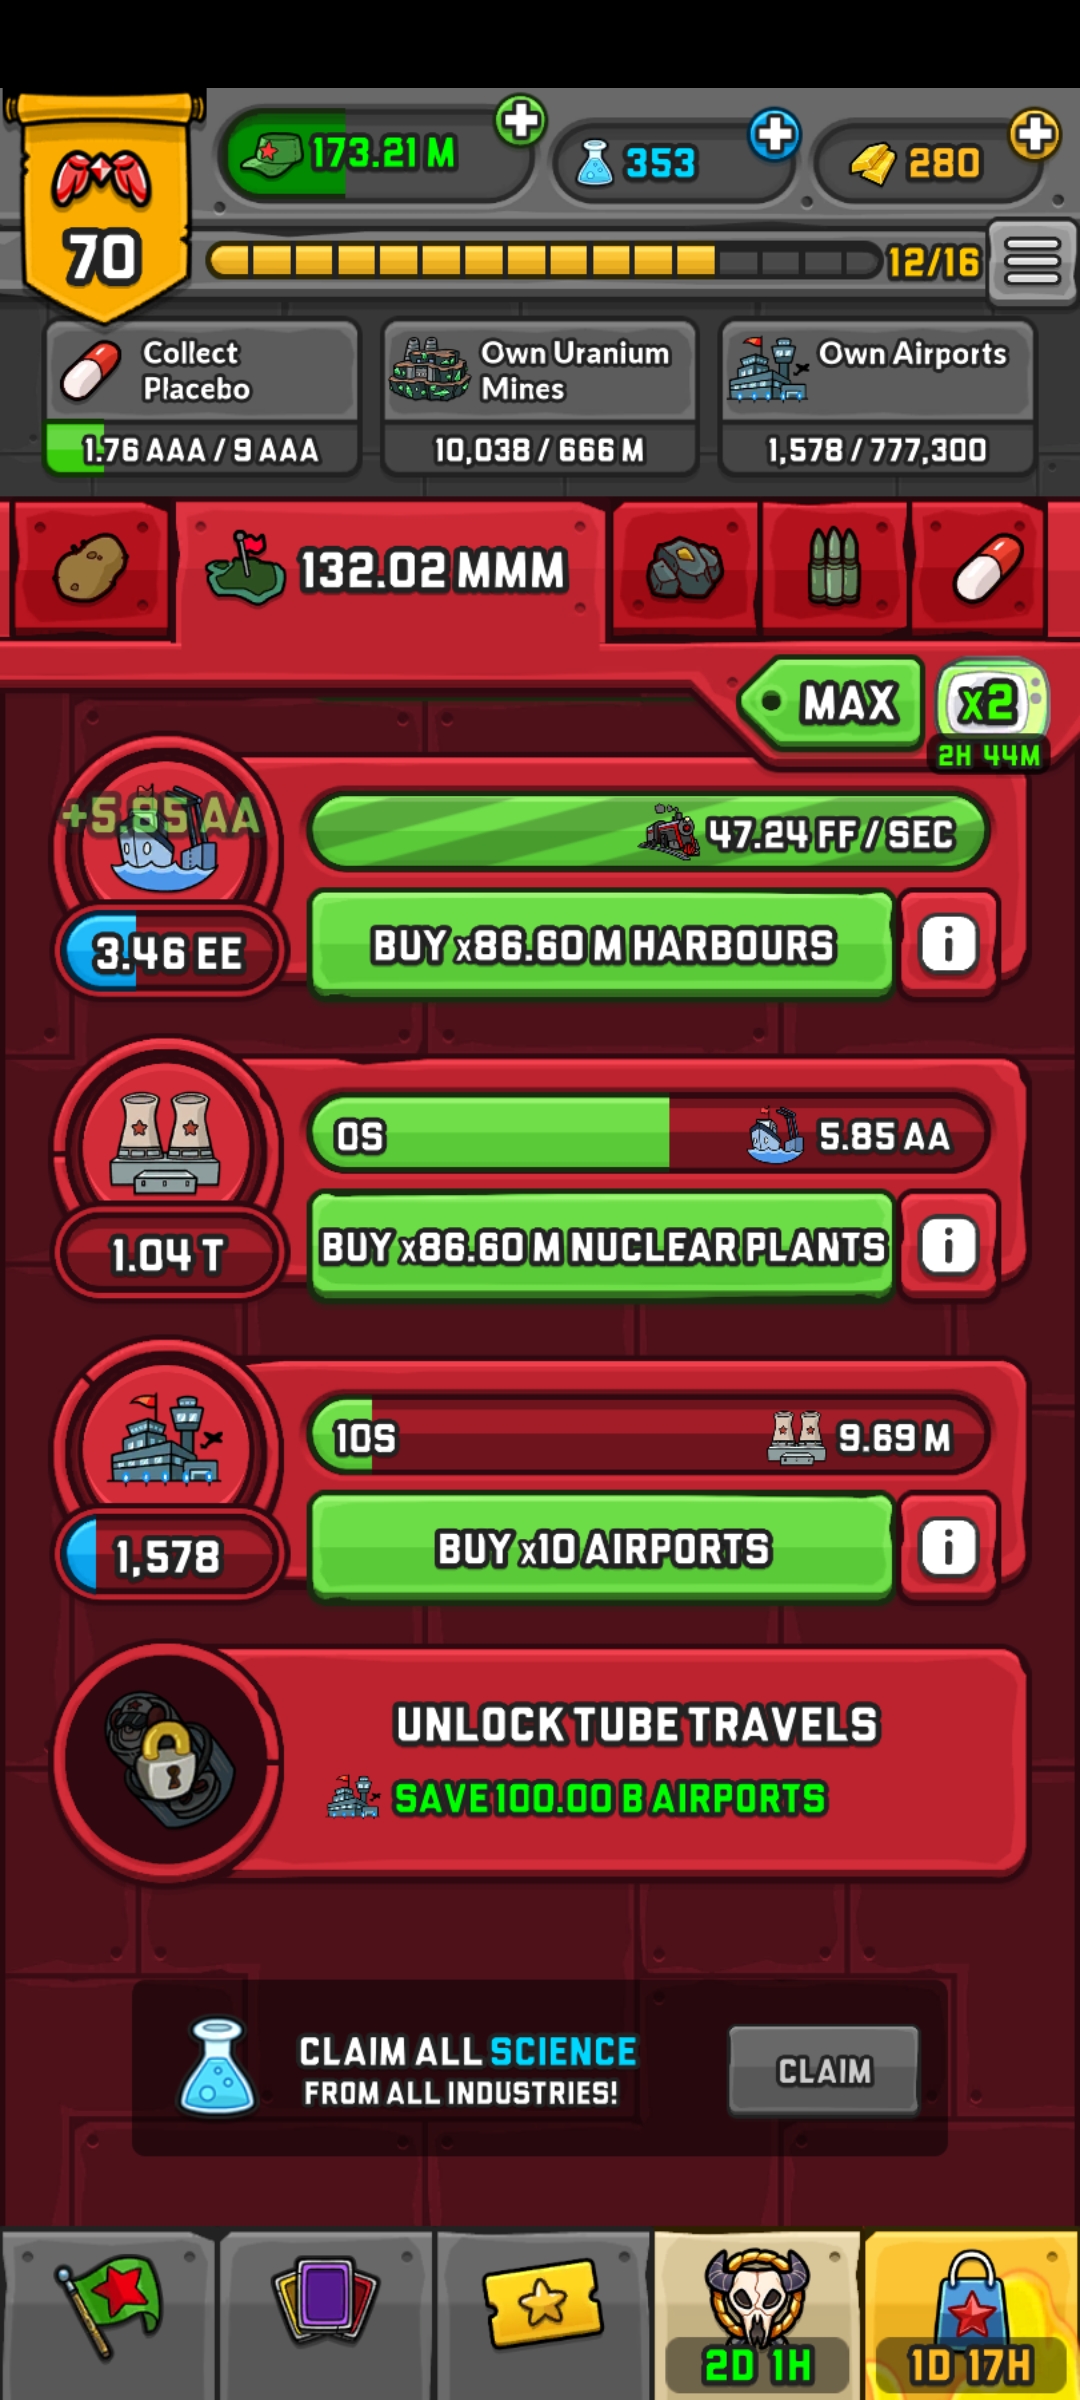 173.21 M
353
280
70
12/16
Collect
Placebo
1.76 AAA / 9 AAA
Own Uranium
Mines
10,038 / 666 M
Own Airports
1,578 / 777,300
132.02 MMM
MAX
x2
2H 44M
+5.85 AA
47.24 FF / SEC
3.46 EE
BUY x86.60 M HARBOURS
i
0S
5.85 AA
1.04 T
BUY x86.60 M NUCLEAR PLANTS
i
10S
9.69 M
1,578
BUY x10 AIRPORTS
i
UNLOCK TUBE TRAVELS
SAVE 100.00 B AIRPORTS
CLAIM ALL SCIENCE
FROM ALL INDUSTRIES!
CLAIM
2D 1H
1D 17H